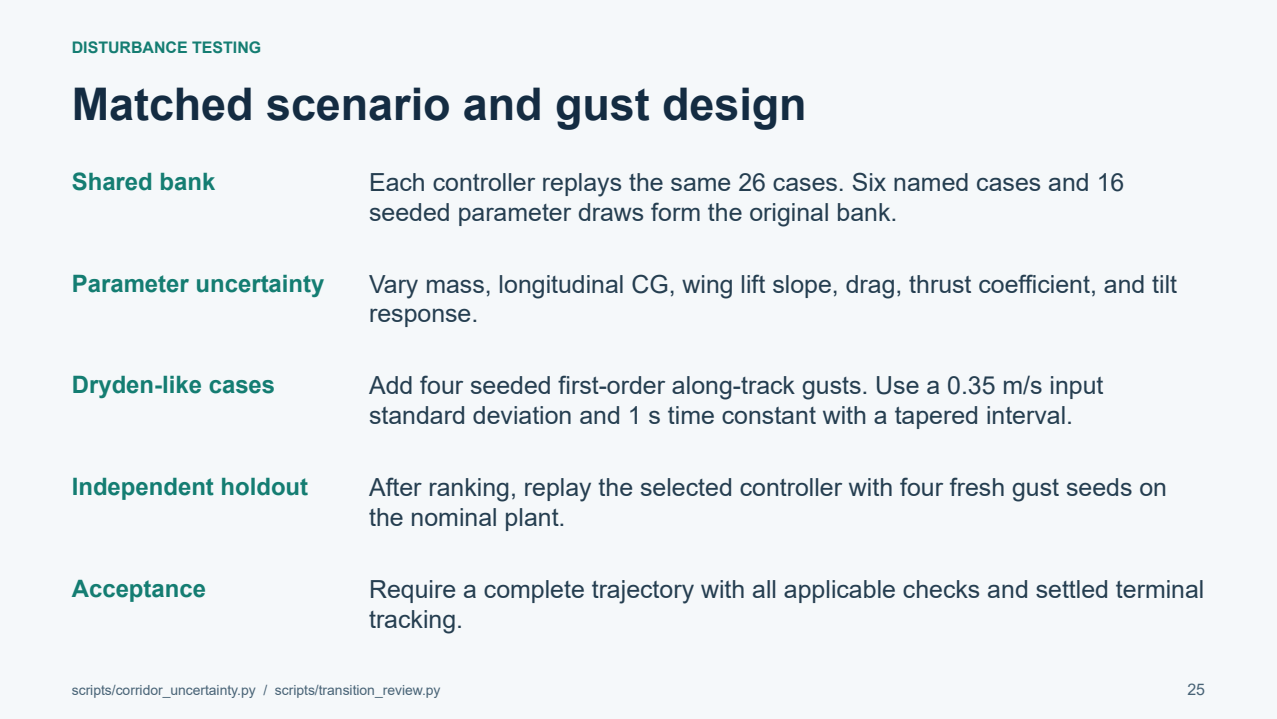 DISTURBANCE TESTING
Matched scenario and gust design
Shared bank
Each controller replays the same 26 cases. Six named cases and 16
seeded parameter draws form the original bank.
Parameter uncertainty
Vary mass, longitudinal CG, wing lift slope, drag, thrust coefficient, and tilt
response.
Dryden-like cases
Add four seeded first-order along-track gusts. Use a 0.35 m/s input
standard deviation and 1 s time constant with a tapered interval.
Independent holdout
After ranking, replay the selected controller with four fresh gust seeds on
the nominal plant.
Acceptance
Require a complete trajectory with all applicable checks and settled terminal
tracking.
scripts/corridor_uncertainty.py / scripts/transition_review.py
25